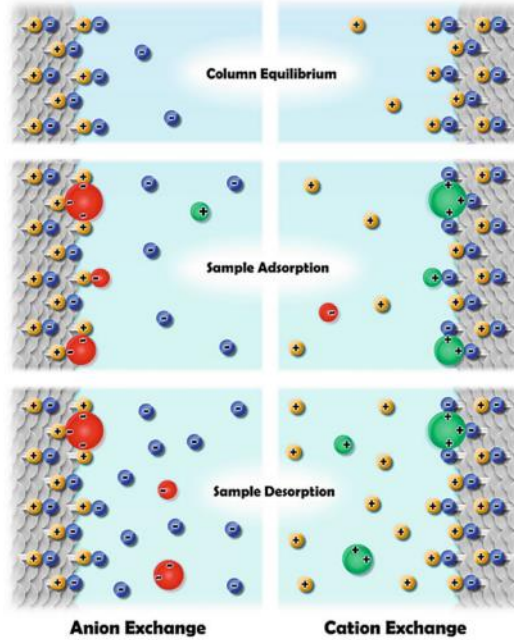 Column Equilibrium
Sample Adsorption
Sample Desorption
Anion Exchange Cation Exchange